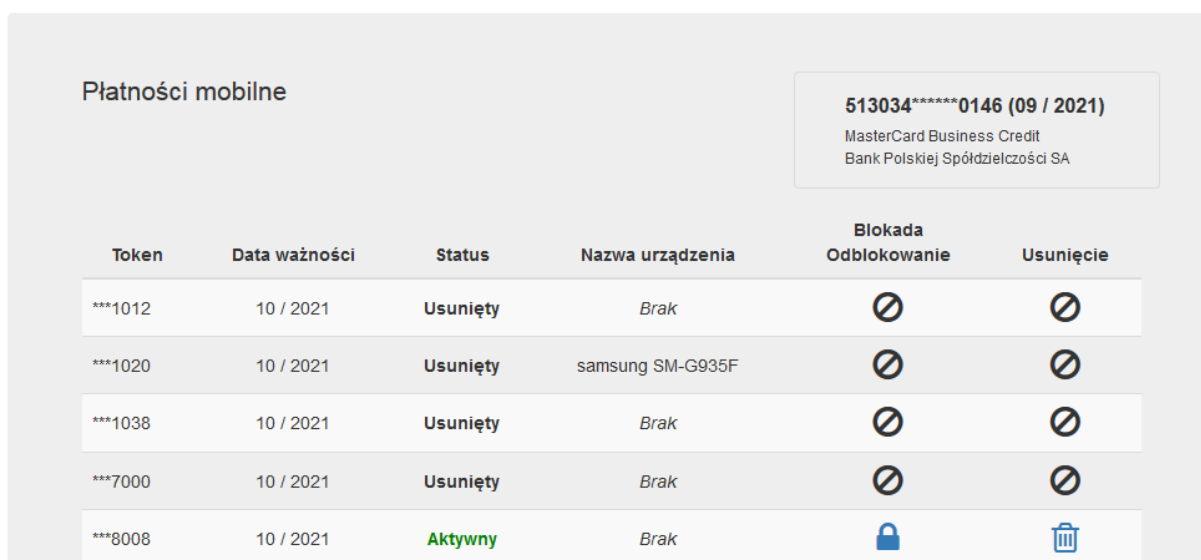 Płatności mobilne
513034******0146 (09 / 2021)
MasterCard Business Credit
Bank Polskiej Spółdzielczości SA
Token Data ważności Status Nazwa urządzenia Blokada Odblokowanie Usunięcie
***1012 10 / 2021 Usunięty Brak
***1020 10 / 2021 Usunięty samsung SM-G935F
***1038 10 / 2021 Usunięty Brak
***7000 10 / 2021 Usunięty Brak
***8008 10 / 2021 Aktywny Brak